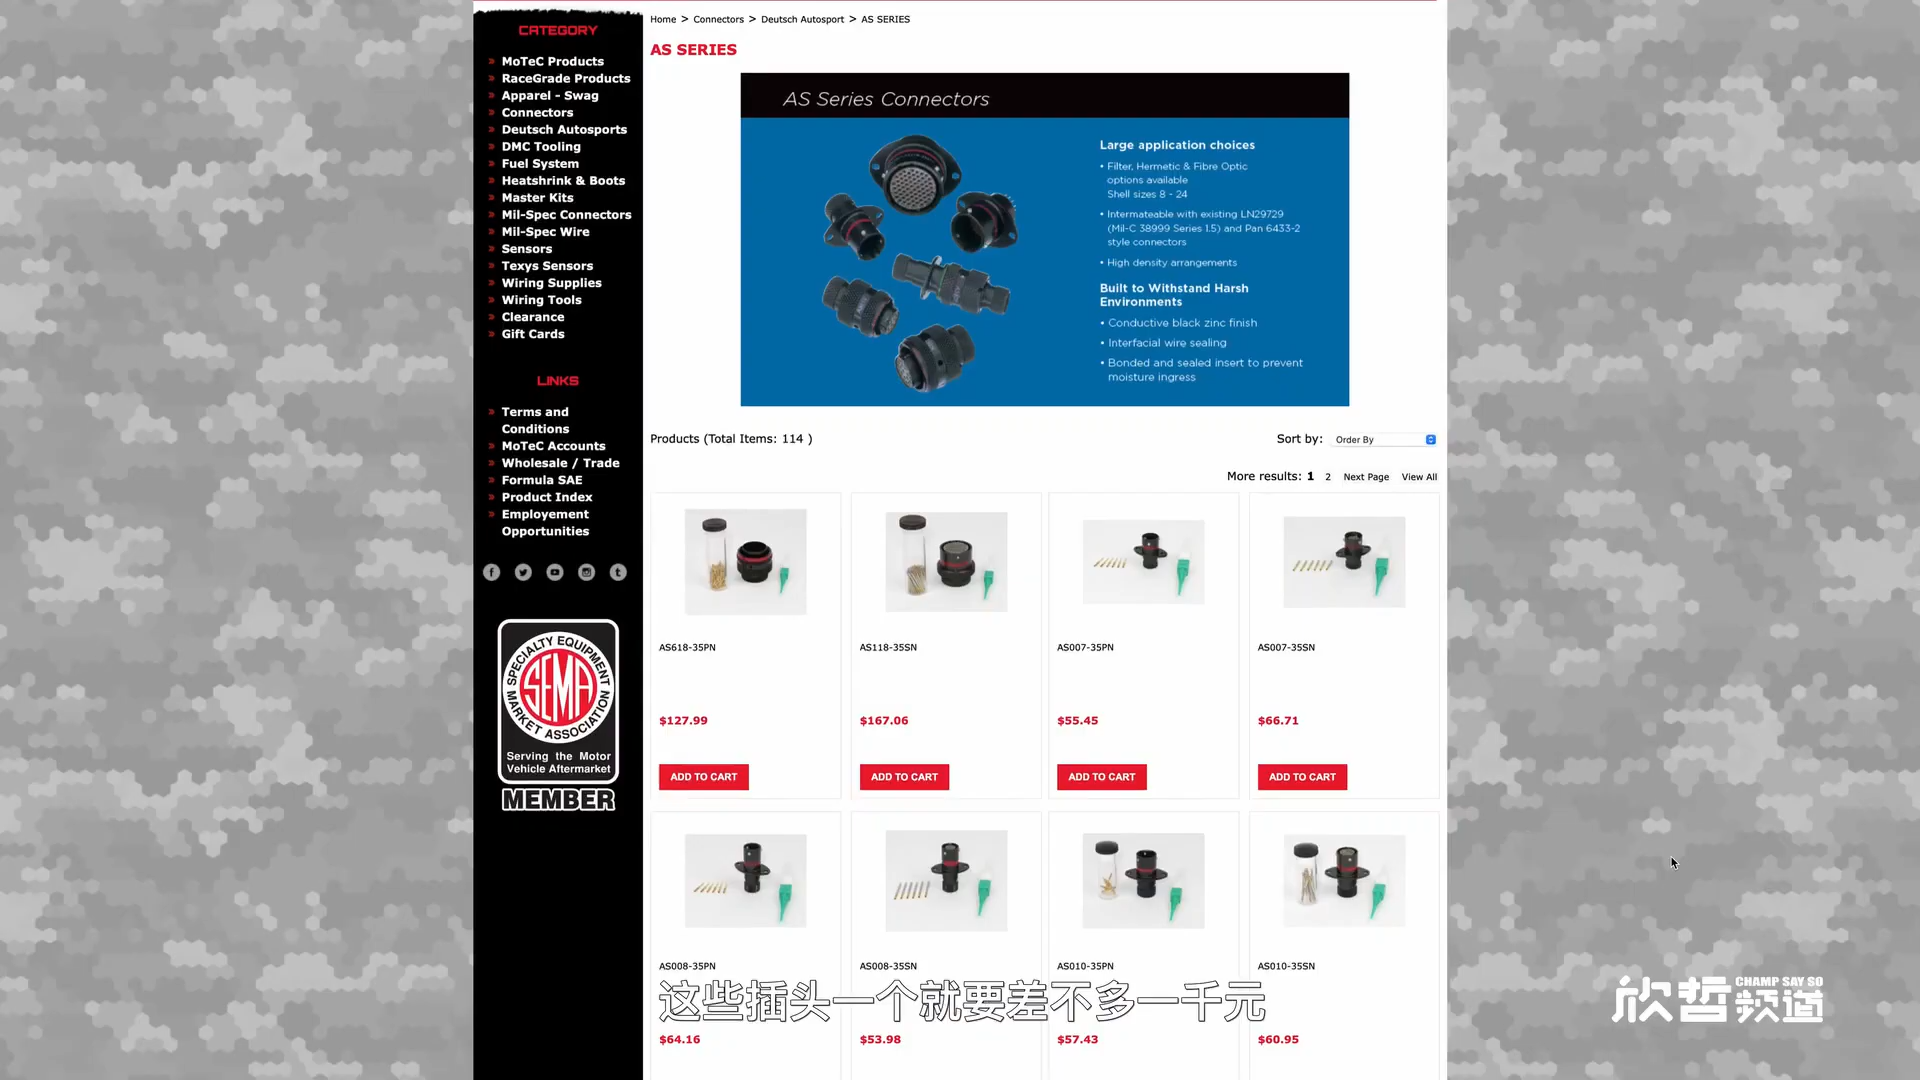 Home > Connectors > Deutsch Autosport > AS SERIES
CATEGORY
MoTeC Products
RaceGrade Products
Apparel - Swag
Connectors
Deutsch Autosports
DMC Tooling
Fuel System
Heatshrink & Boots
Master Kits
Mil-Spec Connectors
Mil-Spec Wire
Sensors
Texys Sensors
Wiring Supplies
Wiring Tools
Clearance
Gift Cards
LINKS
Terms and
Conditions
MoTeC Accounts
Wholesale / Trade
Formula SAE
Product Index
Employement
Opportunities
SPECIALTY EQUIPMENT
SEMA
MARKET ASSOCIATION
Serving the Motor
Vehicle Aftermarket
MEMBER
AS SERIES
AS Series Connectors
Large application choices
• Filter, Hermetic & Fibre Optic
options available
Shell sizes 8 - 24
• Intermateable with existing LN29729
(Mil-C 38999 Series 1.5) and Pan 6433-2
style connectors
• High density arrangements
Built to Withstand Harsh
Environments
• Conductive black zinc finish
• Interfacial wire sealing
• Bonded and sealed insert to prevent
moisture ingress
Products (Total Items: 114 )
Sort by: Order By
More results: 1 2 Next Page View All
AS618-35PN AS118-35SN AS007-35PN AS007-35SN
$127.99 $167.06 $55.45 $66.71
ADD TO CART ADD TO CART ADD TO CART ADD TO CART
AS008-35PN AS008-35SN AS010-35PN AS010-35SN
这些插头一个就要差不多一千元
$64.16 $53.98 $57.43 $60.95
欣哲频道
CHAMP SAY SO